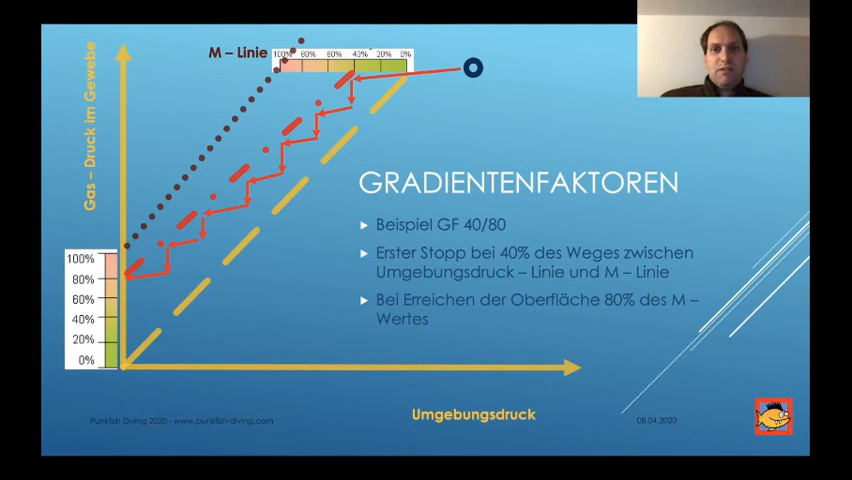 M – Linie
100% 80% 60% 40% 20% 0%
Gas – Druck im Gewebe
GRADIENTENFAKTOREN
Beispiel GF 40/80
Erster Stopp bei 40% des Weges zwischen
Umgebungsdruck – Linie und M – Linie
Bei Erreichen der Oberfläche 80% des M –
Wertes
100%
80%
60%
40%
20%
0%
Umgebungsdruck
Punkfish Diving 2020 - www.punkfish-diving.com
08.04.2020